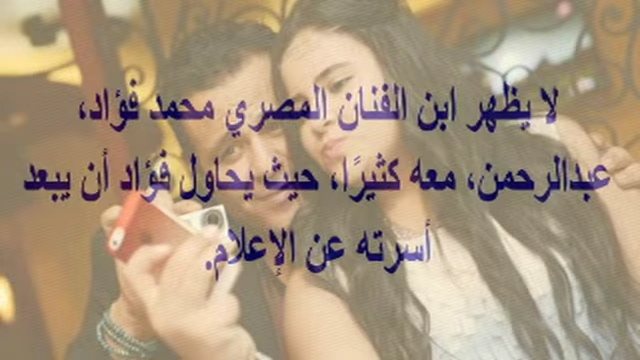 لا يظهر ابن الفنان المصري محمد فؤاد،
عبدالرحمن، معه كثيرًا، حيث يحاول فؤاد أن يبعد
أسرته عن الإعلام.